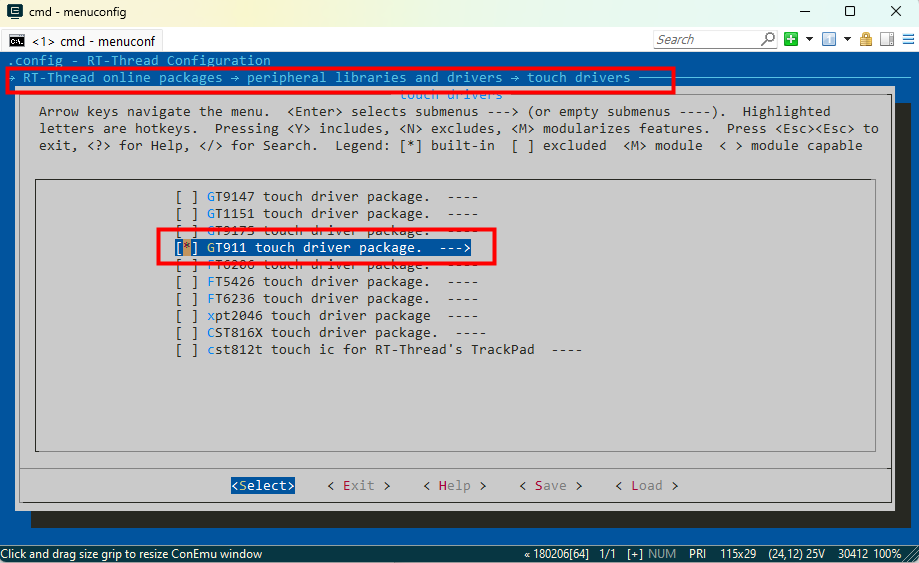 cmd - menuconfig
<1> cmd - menuconf
Search
.config - RT-Thread Configuration
→ RT-Thread online packages → peripheral libraries and drivers → touch drivers
touch drivers
Arrow keys navigate the menu.  <Enter> selects submenus ---> (or empty submenus ----).  Highlighted
letters are hotkeys.  Pressing <Y> includes, <N> excludes, <M> modularizes features.  Press <Esc><Esc> to
exit, <?> for Help, </> for Search.  Legend: [*] built-in  [ ] excluded  <M> module  < > module capable
[ ] GT9147 touch driver package.  ----
[ ] GT1151 touch driver package.  ----
[ ] GT917S touch driver package.  ----
[*] GT911 touch driver package.  --->
[ ] FT6206 touch driver package.  ----
[ ] FT5426 touch driver package.  ----
[ ] FT6236 touch driver package.  ----
[ ] xpt2046 touch driver package  ----
[ ] CST816X touch driver package.  ----
[ ] cst812t touch ic for RT-Thread's TrackPad  ----
<Select>    < Exit >    < Help >    < Save >    < Load >
Click and drag size grip to resize ConEmu window
« 180206[64]  1/1  [+] NUM  PRI  115x29  (24,12) 25V  30412 100%